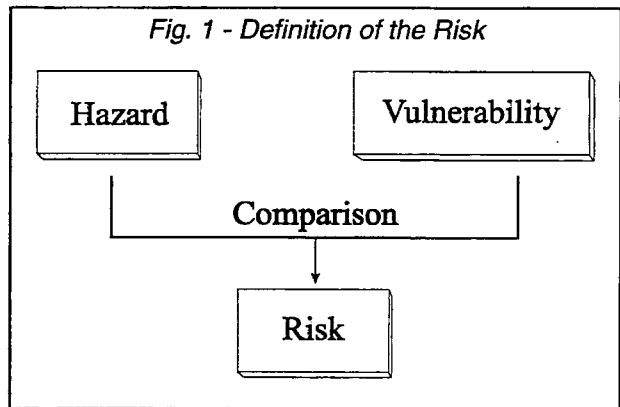 Fig. 1 - Definition of the Risk
Hazard
Vulnerability
Comparison
Risk